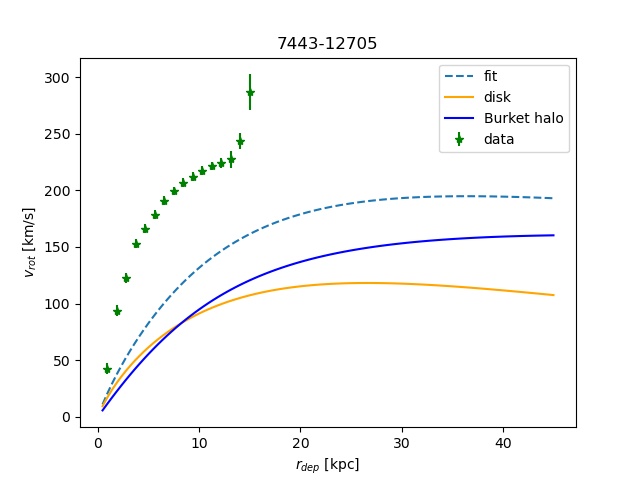 7443-12705
300
250
200
150
100
50
0
v_rot [km/s]
fit
disk
Burket halo
data
0 10 20 30 40
r_dep [kpc]